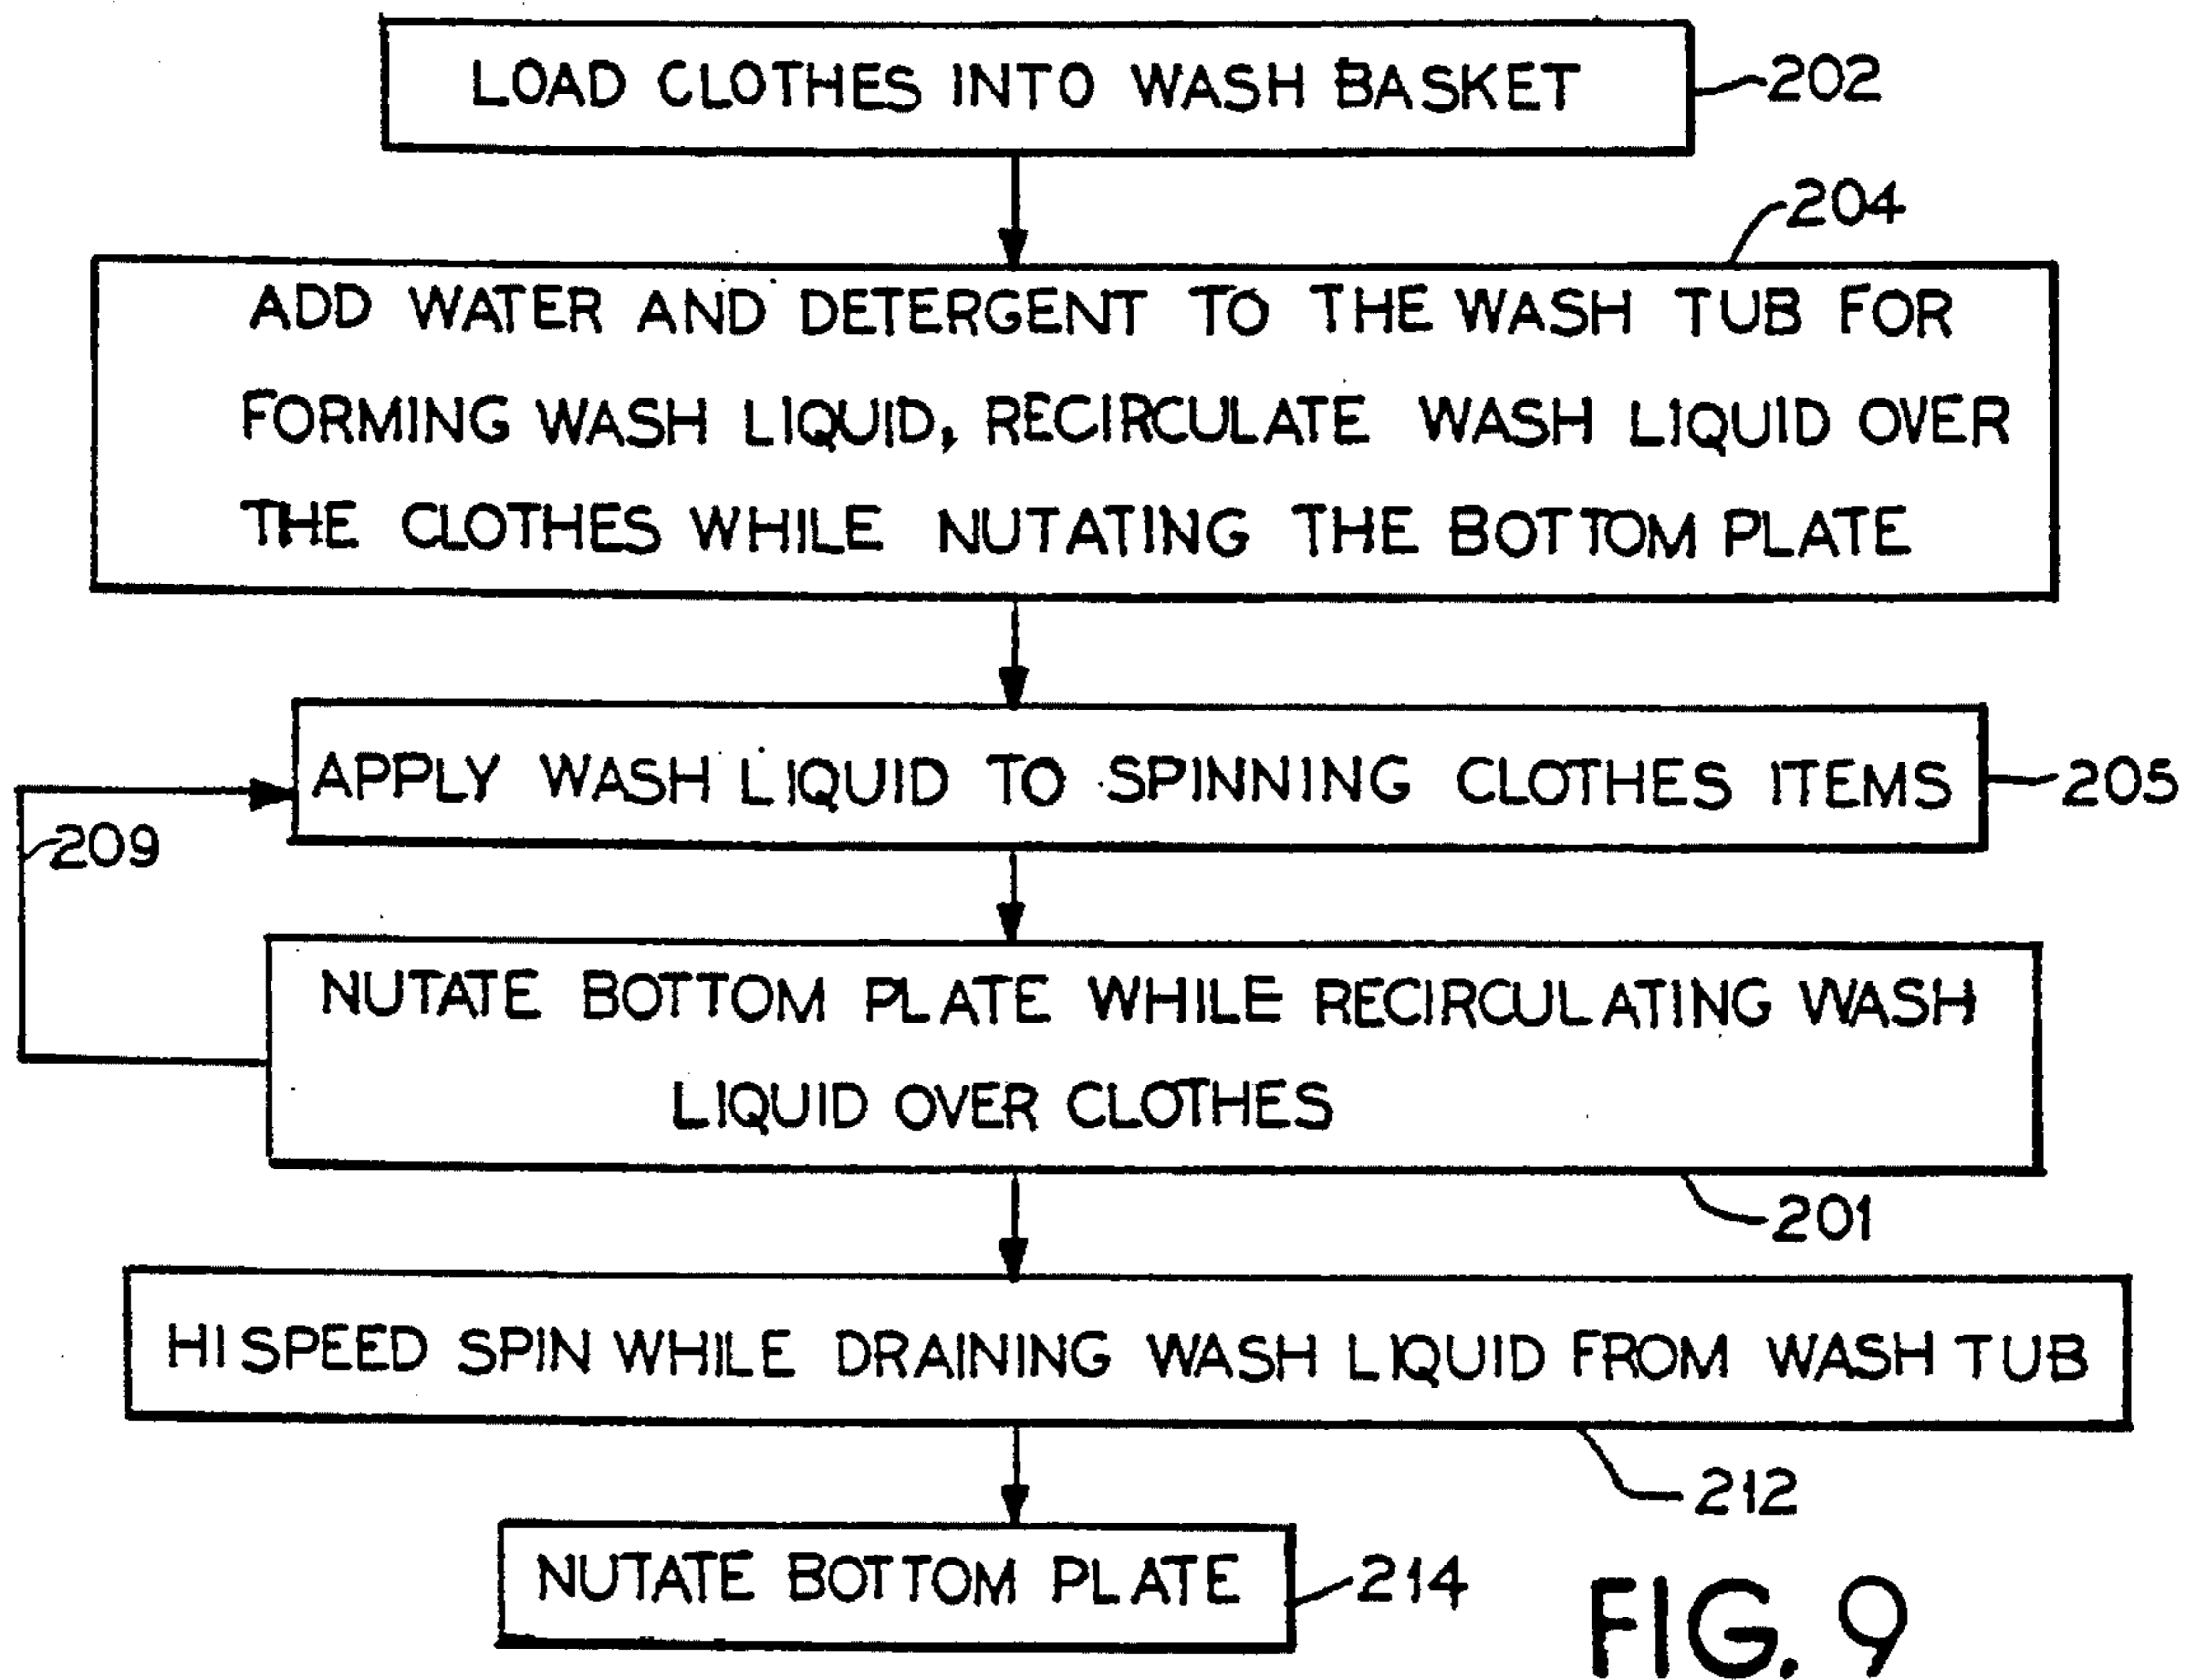 LOAD CLOTHES INTO WASH BASKET
202
204
ADD WATER AND DETERGENT TO THE WASH TUB FOR
FORMING WASH LIQUID, RECIRCULATE WASH LIQUID OVER
THE CLOTHES WHILE NUTATING THE BOTTOM PLATE
APPLY WASH LIQUID TO SPINNING CLOTHES ITEMS
205
209
NUTATE BOTTOM PLATE WHILE RECIRCULATING WASH
LIQUID OVER CLOTHES
201
HI SPEED SPIN WHILE DRAINING WASH LIQUID FROM WASH TUB
212
NUTATE BOTTOM PLATE
214
FIG. 9